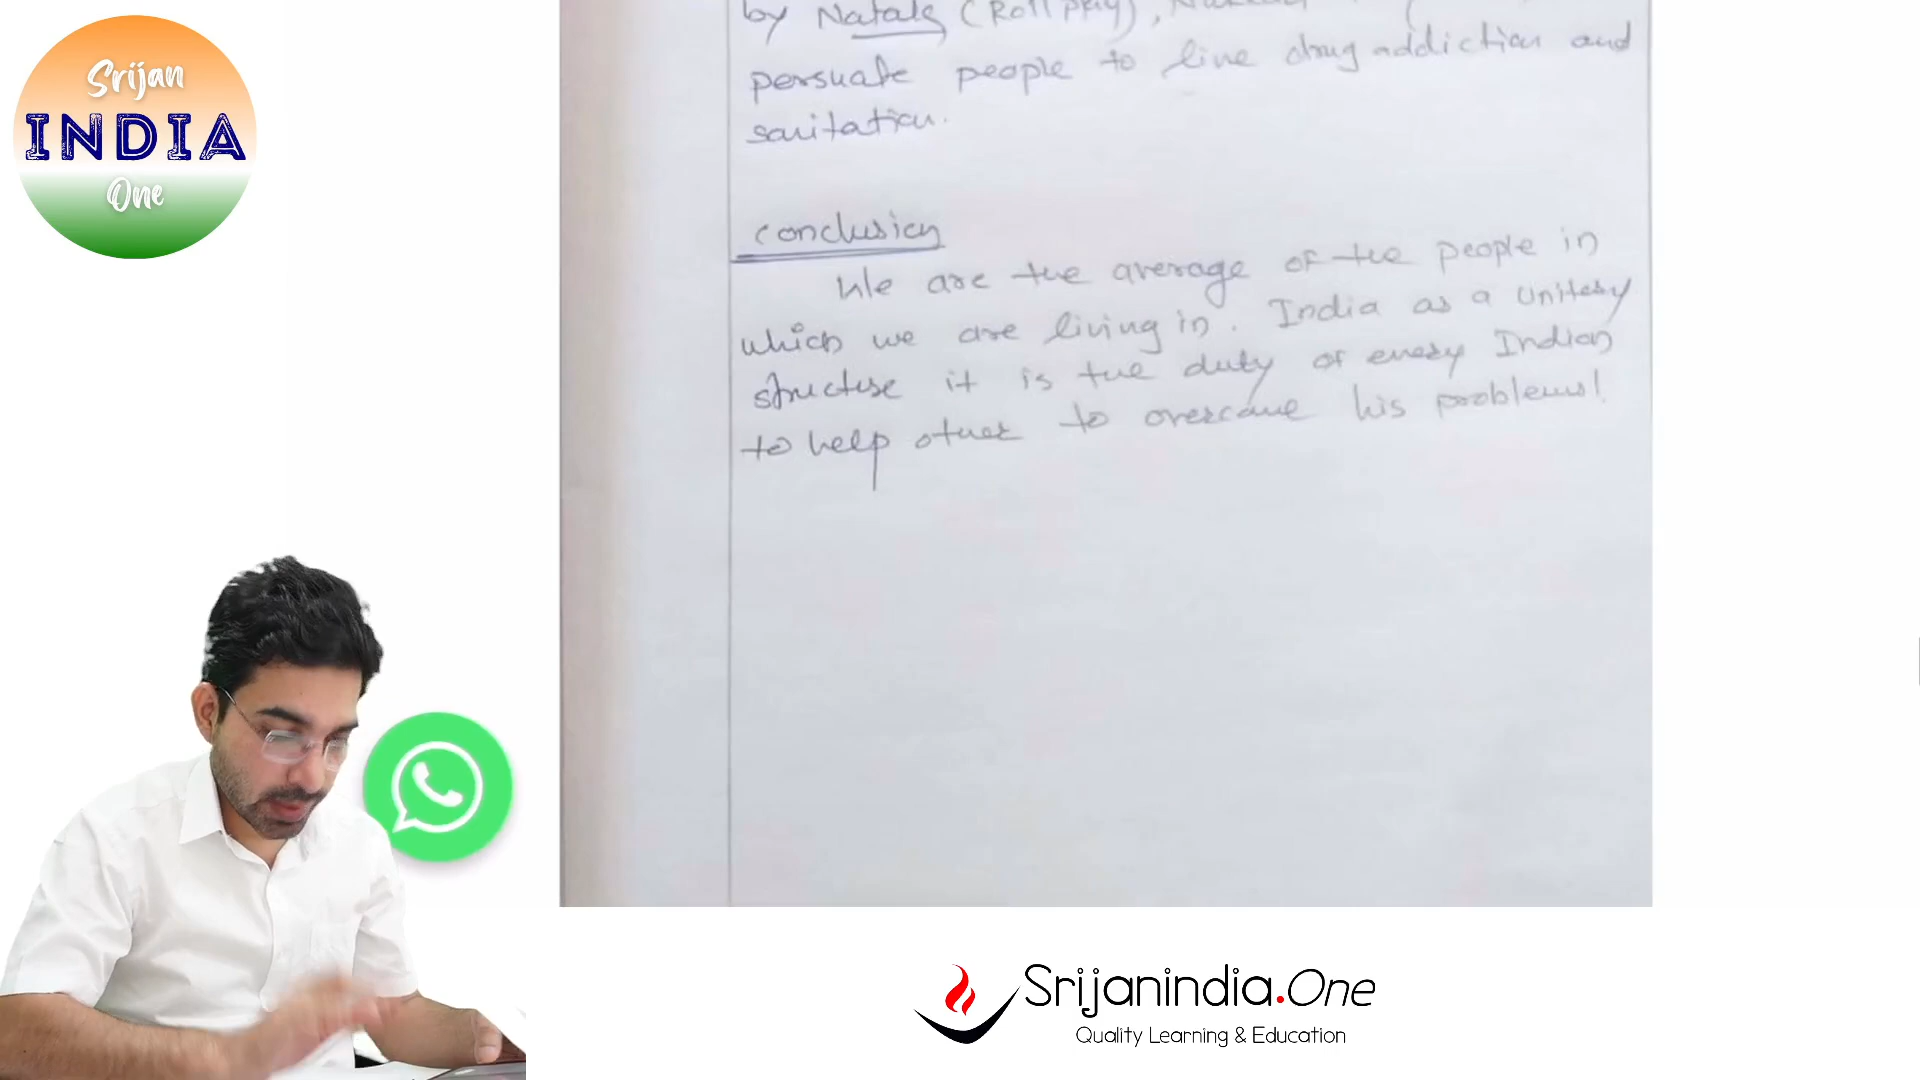 Srijan
INDIA
One
by Natals (Roll play),
persuate people to live drug addiction and
sanitation.
Conclusion
We are the average of the people in
which we are living in. India as a unitary
structure it is the duty of every Indian
to help other to overcome his problems!
Srijanindia.One
Quality Learning & Education